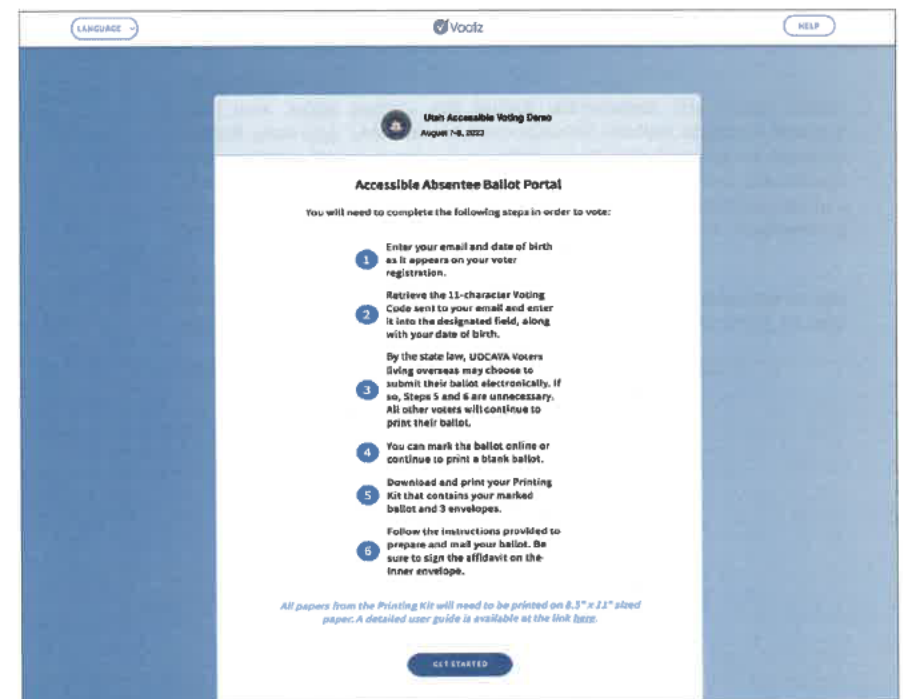 LANGUAGE
Vootz
HELP
Utah Accessible Voting Demo
August 7-8, 2023
Accessible Absentee Ballot Portal
You will need to complete the following steps in order to vote:
1
Enter your email and date of birth
as it appears on your voter
registration.
2
Retrieve the 11-character Voting
Code sent to your email and enter
it into the designated field, along
with your date of birth.
3
By the state law, UOCAVA Voters
living overseas may choose to
submit their ballot electronically. If
so, Steps 5 and 6 are unnecessary.
All other voters will continue to
print their ballot.
4
You can mark the ballot online or
continue to print a blank ballot.
5
Download and print your Printing
Kit that contains your marked
ballot and 3 envelopes.
6
Follow the instructions provided to
prepare and mail your ballot. Be
sure to sign the affidavit on the
inner envelope.
All papers from the Printing Kit will need to be printed on 8.5" x 11" sized
paper. A detailed user guide is available at the link here.
GET STARTED